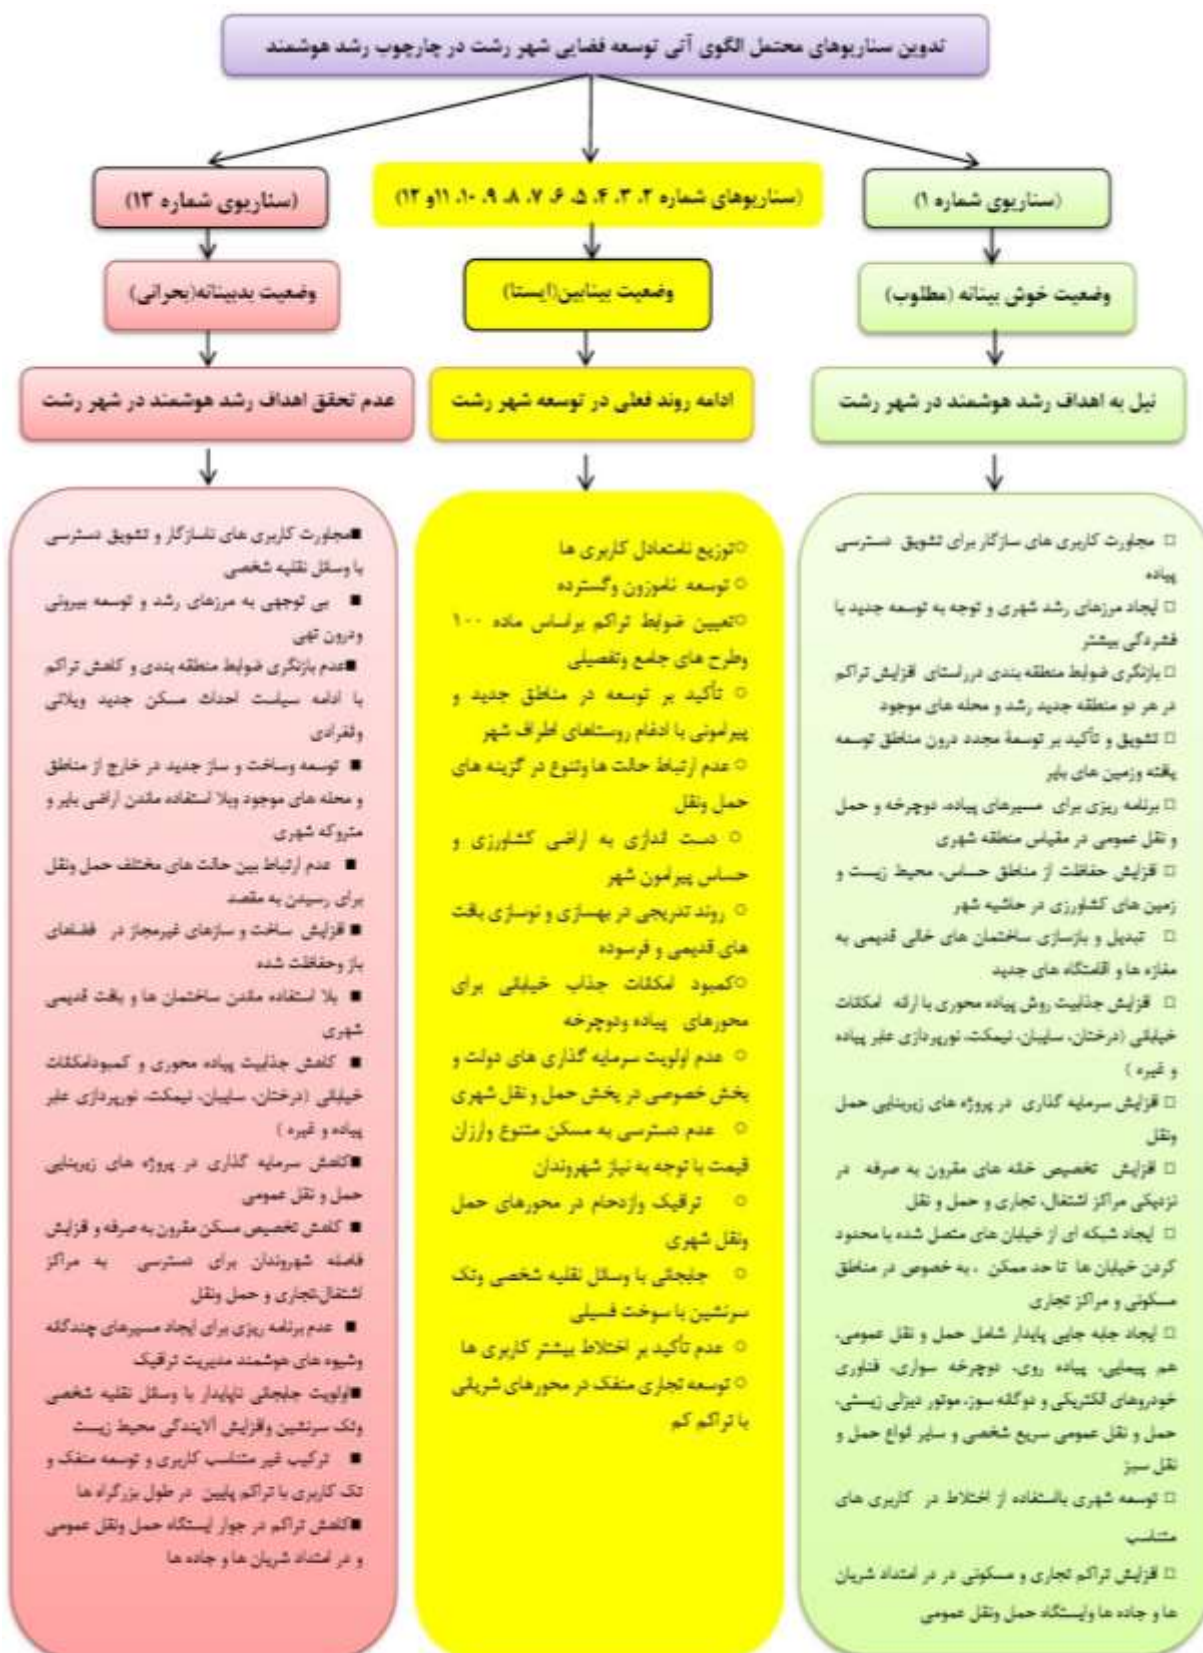 تدوین سناریوهای محتمل الگوی آتی توسعه فضایی شهر رشت در چارچوب رشد هوشمند
(سناریوی شماره ۱)
وضعیت خوش بینانه (مطلوب)
نیل به اهداف رشد هوشمند در شهر رشت
□ مجاورت کاربری های سازگار برای تشویق دسترسی
پیاده
□ ایجاد مرزهای رشد شهری و توجه به توسعه جدید با
فشردگی بیشتر
□ بازنگری ضوابط منطقه بندی درراستای افزایش تراکم
در هر دو منطقه جدید رشد و محله های موجود
□ تشویق و تأکید بر توسعۀ مجدد درون مناطق توسعه
یافته وزمین های بایر
□ برنامه ریزی برای مسیرهای پیاده، دوچرخه و حمل
و نقل عمومی در مقیاس منطقه شهری
□ افزایش حفاظت از مناطق حساس، محیط زیست و
زمین های کشاورزی در حاشیه شهر
□ تبدیل و بازسازی ساختمان های خالی قدیمی به
مغازه ها و اقامتگاه های جدید
□ افزایش جذابیت روش پیاده محوری با ارائه امکانات
خیابانی (درختان، سایبان، نیمکت، نورپردازی عابر پیاده
و غیره )
□ افزایش سرمایه گذاری در پروژه های زیربنایی حمل
ونقل
□ افزایش تخصیص خانه های مقرون به صرفه در
نزدیکی مراکز اشتغال، تجاری و حمل و نقل
□ ایجاد شبکه ای از خیابان های متصل شده با محدود
کردن خیابان ها تا حد ممکن ، به خصوص در مناطق
مسکونی و مراکز تجاری
□ ایجاد جابه جایی پایدار شامل حمل و نقل عمومی،
هم پیمایی، پیاده روی، دوچرخه سواری، فناوری
خودروهای الکتریکی و دوگانه سوز، موتور دیزلی زیستی،
حمل و نقل عمومی سریع شخصی و سایر انواع حمل و
نقل سبز
□ توسعه شهری بااستفاده از اختلاط در کاربری های
متناسب
□ افزایش تراکم تجاری و مسکونی در در امتداد شریان
ها و جاده ها وایستگاه حمل ونقل عمومی
(سناریوهای شماره ۲، ۳، ۴، ۵، ۶، ۷، ۸، ۹، ۱۰، ۱۱و ۱۲)
وضعیت بینابین(ایستا)
ادامه روند فعلی در توسعه شهر رشت
○توزیع نامتعادل کاربری ها
○ توسعه ناموزون وگسترده
○تعیین ضوابط تراکم براساس ماده ۱۰۰
وطرح های جامع وتفصیلی
○ تأکید بر توسعه در مناطق جدید و
پیرامونی با ادغام روستاهای اطراف شهر
○ عدم ارتباط حالت ها وتنوع در گزینه های
حمل ونقل
○ دست اندازی به اراضی کشاورزی و
حساس پیرامون شهر
○ روند تدریجی در بهسازی و نوسازی بافت
های قدیمی و فرسوده
○کمبود امکانات جذاب خیابانی برای
محورهای پیاده ودوچرخه
○ عدم اولویت سرمایه گذاری های دولت و
بخش خصوصی در بخش حمل و نقل شهری
○ عدم دسترسی به مسکن متنوع وارزان
قیمت با توجه به نیاز شهروندان
○ ترافیک وازدحام در محورهای حمل
ونقل شهری
○ جابجائی با وسائل نقلیه شخصی وتک
سرنشین با سوخت فسیلی
○ عدم تأکید بر اختلاط بیشتر کاربری ها
○ توسعه تجاری منفک در محورهای شریانی
با تراکم کم
(سناریوی شماره ۱۳)
وضعیت بدبینانه(بحرانی)
عدم تحقق اهداف رشد هوشمند در شهر رشت
■مجاورت کاربری های ناسازگار و تشویق دسترسی
با وسائل نقلیه شخصی
■ بی توجهی به مرزهای رشد و توسعه بیرونی
ودرون تهی
■عدم بازنگری ضوابط منطقه بندی و کاهش تراکم
با ادامه سیاست احداث مسکن جدید ویلائی
وانفرادی
■ توسعه وساخت و ساز جدید در خارج از مناطق
و محله های موجود وبلا استفاده ماندن اراضی بایر و
متروکه شهری
■ عدم ارتباط بین حالت های مختلف حمل ونقل
برای رسیدن به مقصد
■ افزایش ساخت و سازهای غیرمجاز در فضاهای
باز وحفاظت شده
■ بلا استفاده ماندن ساختمان ها و بافت قدیمی
شهری
■ کاهش جذابیت پیاده محوری و کمبودامکانات
خیابانی (درختان، سایبان، نیمکت، نورپردازی عابر
پیاده و غیره )
■کاهش سرمایه گذاری در پروژه های زیربنایی
حمل و نقل عمومی
■ کاهش تخصیص مسکن مقرون به صرفه و افزایش
فاصله شهروندان برای دسترسی به مراکز
اشتغال،تجاری و حمل ونقل
■ عدم برنامه ریزی برای ایجاد مسیرهای چندگانه
وشیوه های هوشمند مدیریت ترافیک
■اولویت جابجائی ناپایدار با وسائل نقلیه شخصی
وتک سرنشین وافزایش آلایندگی محیط زیست
■ ترکیب غیر متناسب کاربری و توسعه منفک و
تک کاربری با تراکم پایین در طول بزرگراه ها
■کاهش تراکم در جوار ایستگاه حمل ونقل عمومی
و در امتداد شریان ها و جاده ها